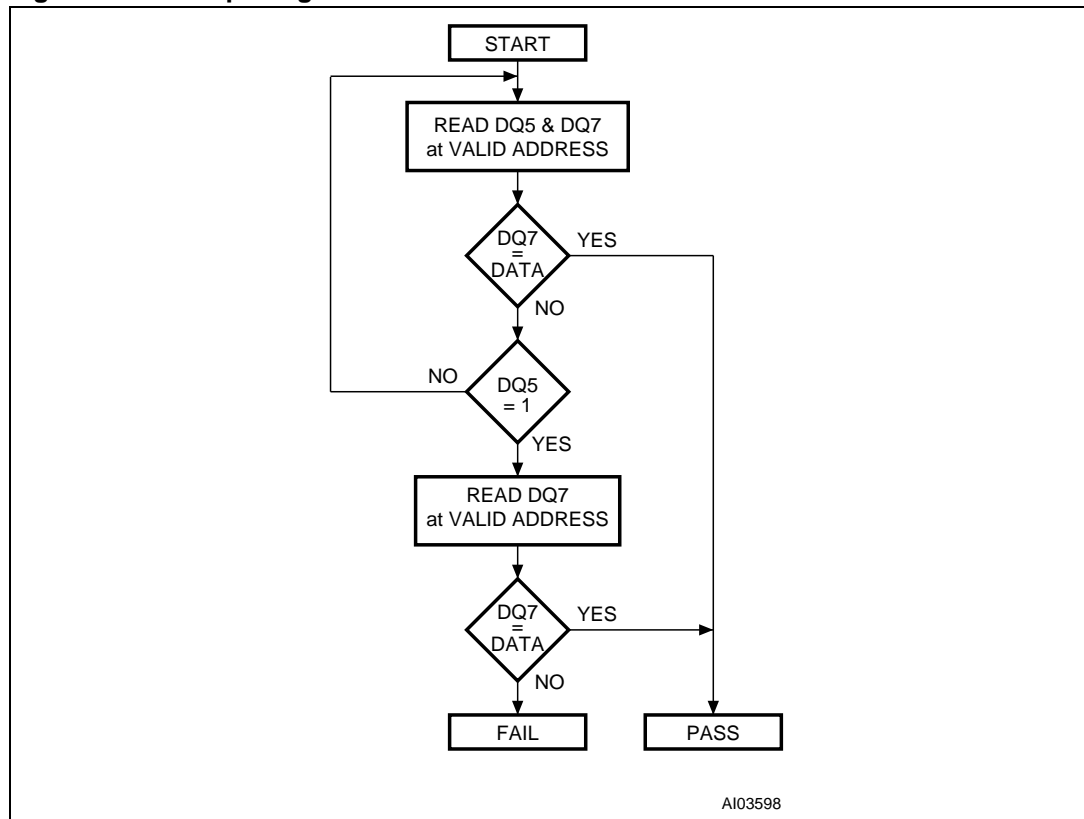 START
READ DQ5 & DQ7
at VALID ADDRESS
DQ7
=
DATA
YES
NO
DQ5
= 1
NO
YES
READ DQ7
at VALID ADDRESS
DQ7
=
DATA
YES
NO
FAIL
PASS
AI03598